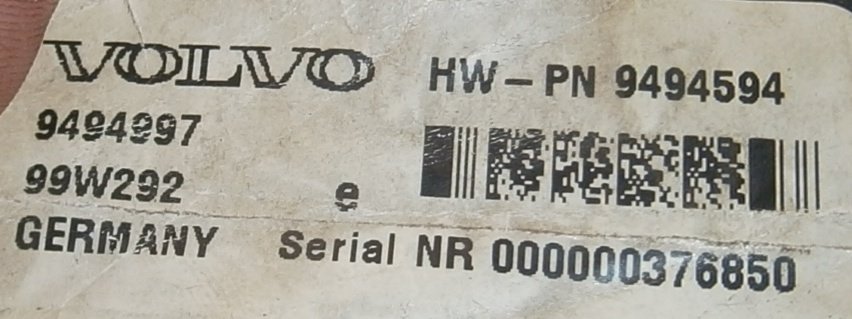 VOLVO
HW-PN 9494594
9494997
99W292
e
GERMANY
Serial NR 000000376850